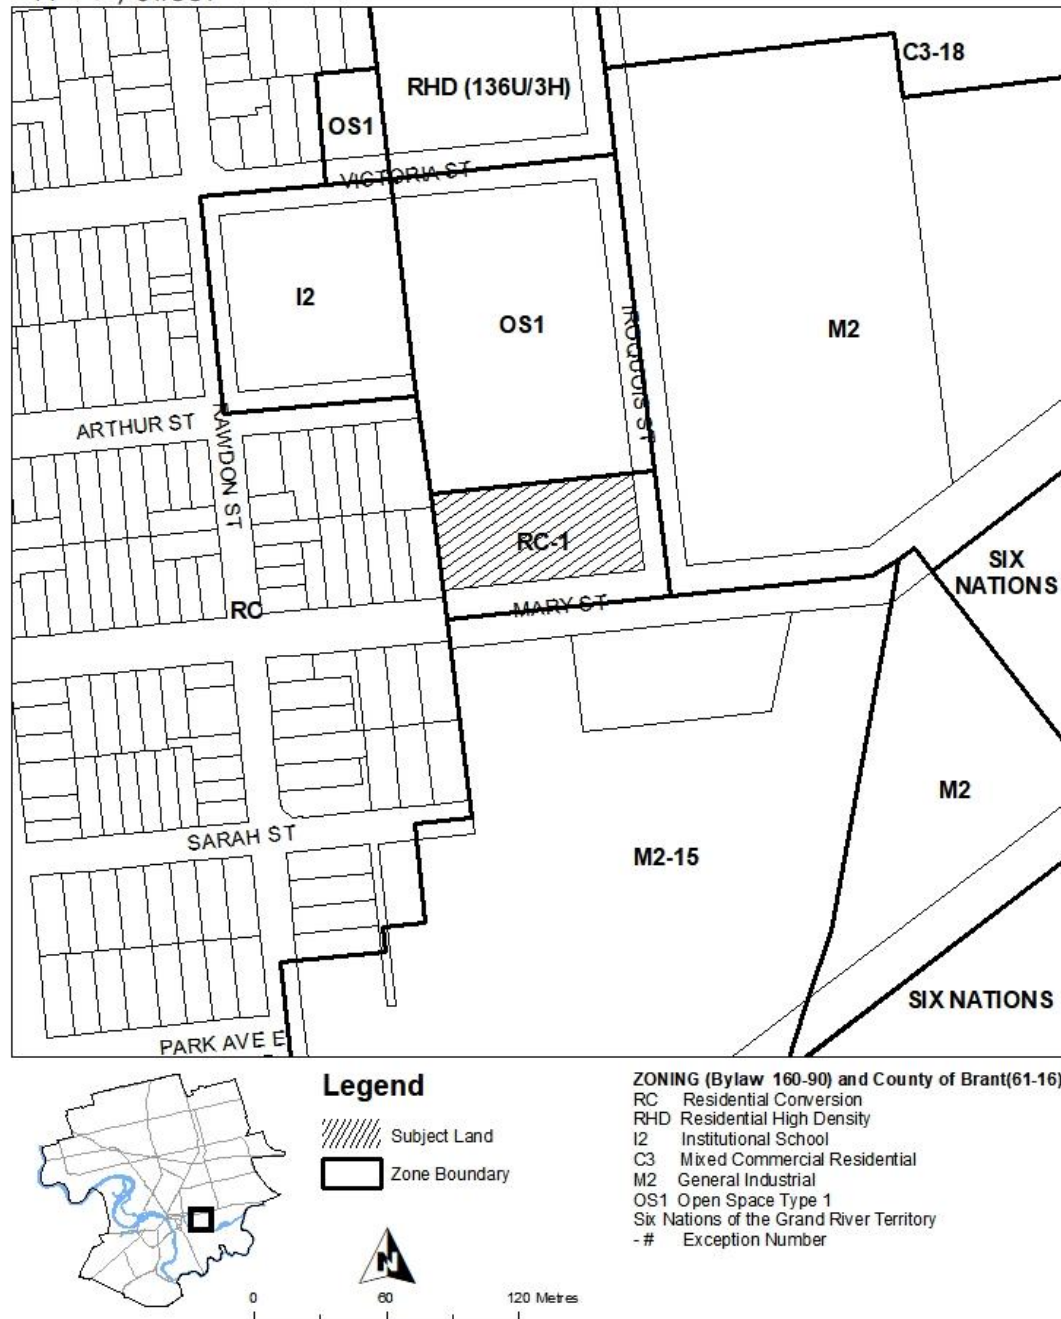 C3-18
RHD (136U/3H)
OS1
VICTORIA ST
I2
OS1
IROQUOIS ST
M2
ARTHUR ST
RAWDON ST
RC-1
SIX
NATIONS
RC
MARY ST
M2
SARAH ST
M2-15
SIX NATIONS
PARK AVE E
Legend
Subject Land
Zone Boundary
N
0 60 120 Metres
ZONING (Bylaw 160-90) and County of Brant(61-16)
RC Residential Conversion
RHD Residential High Density
I2 Institutional School
C3 Mixed Commercial Residential
M2 General Industrial
OS1 Open Space Type 1
Six Nations of the Grand River Territory
- # Exception Number